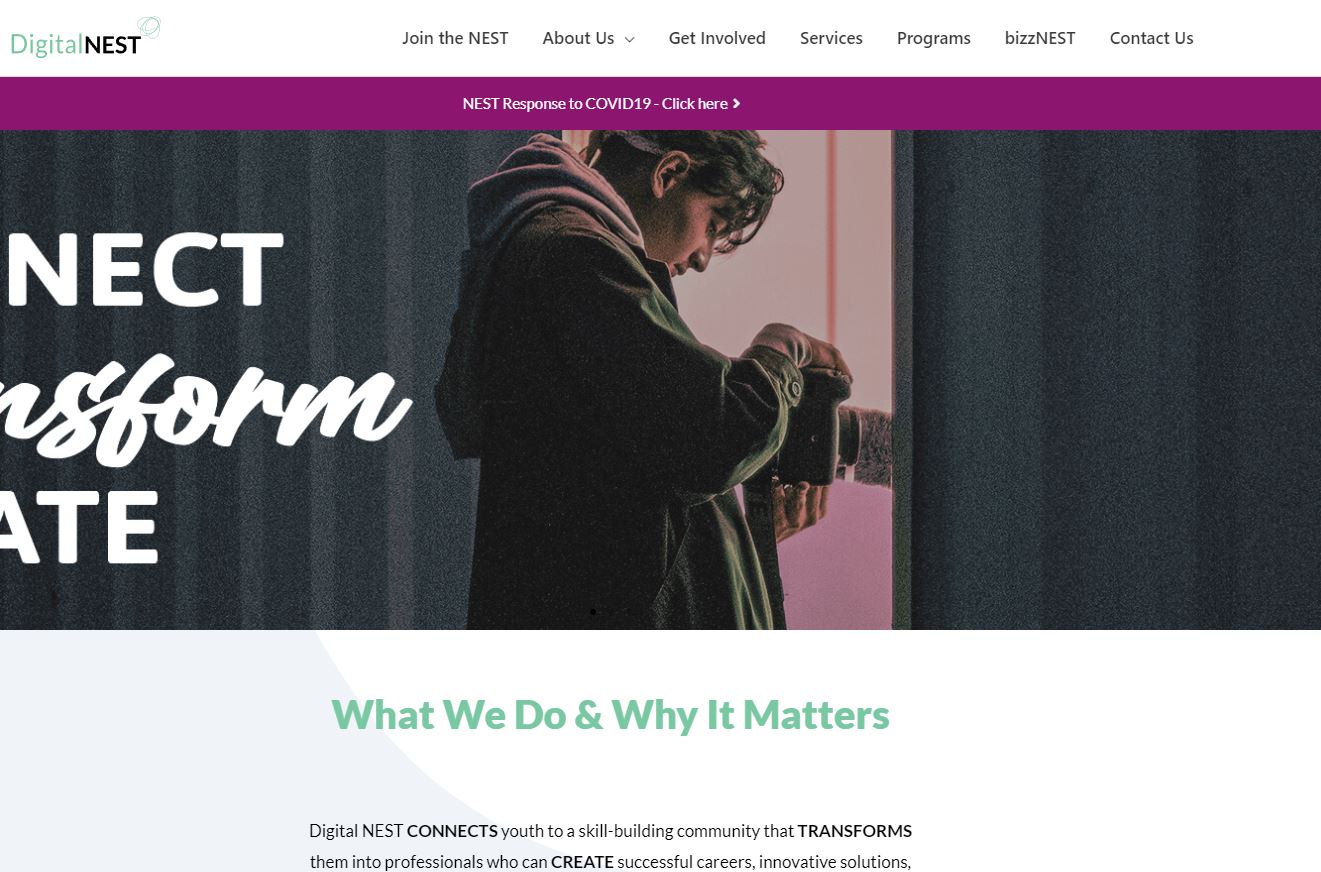 DigitalNEST
Join the NEST About Us Get Involved Services Programs bizzNEST Contact Us
NEST Response to COVID19 - Click here
NECT
nsform
ATE
What We Do & Why It Matters
Digital NEST CONNECTS youth to a skill-building community that TRANSFORMS
them into professionals who can CREATE successful careers, innovative solutions,